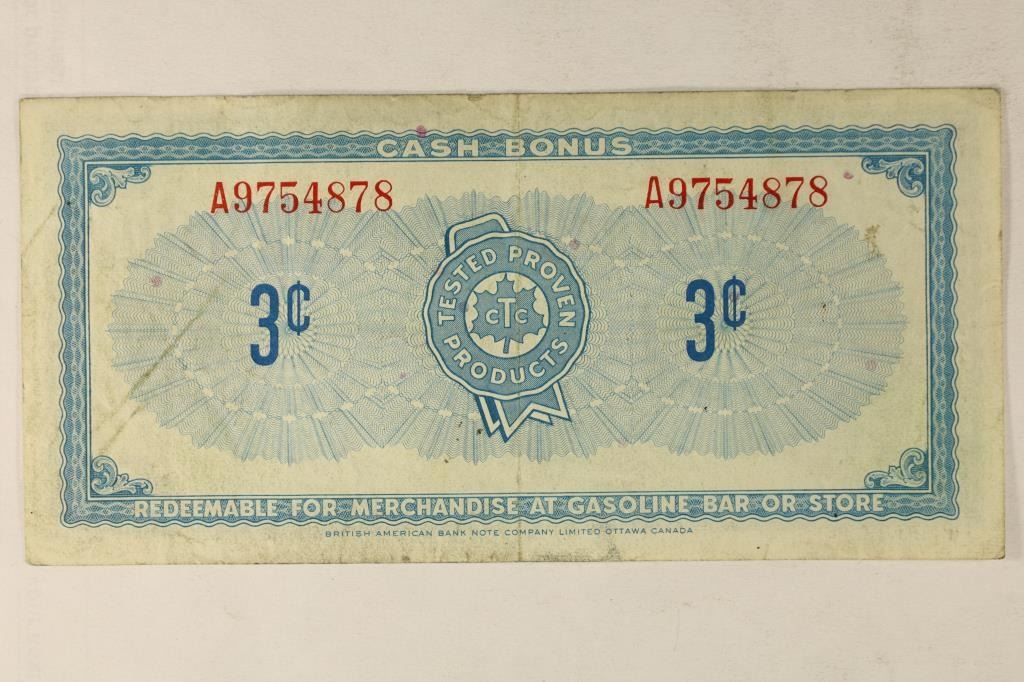 CASH BONUS
A9754878 A9754878
TESTED PROVEN
3¢ CTC 3¢
PRODUCTS
REDEEMABLE FOR MERCHANDISE AT GASOLINE BAR OR STORE
BRITISH AMERICAN BANK NOTE COMPANY LIMITED OTTAWA CANADA